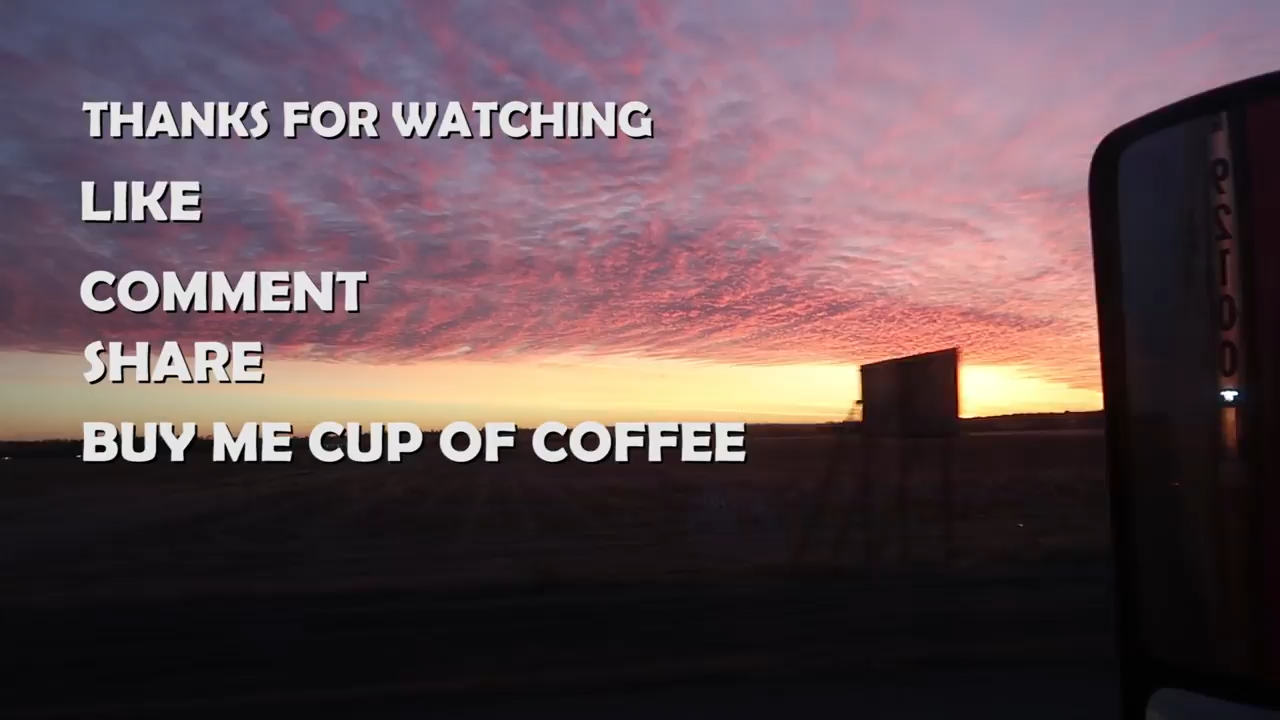 THANKS FOR WATCHING
LIKE
COMMENT
SHARE
BUY ME CUP OF COFFEE